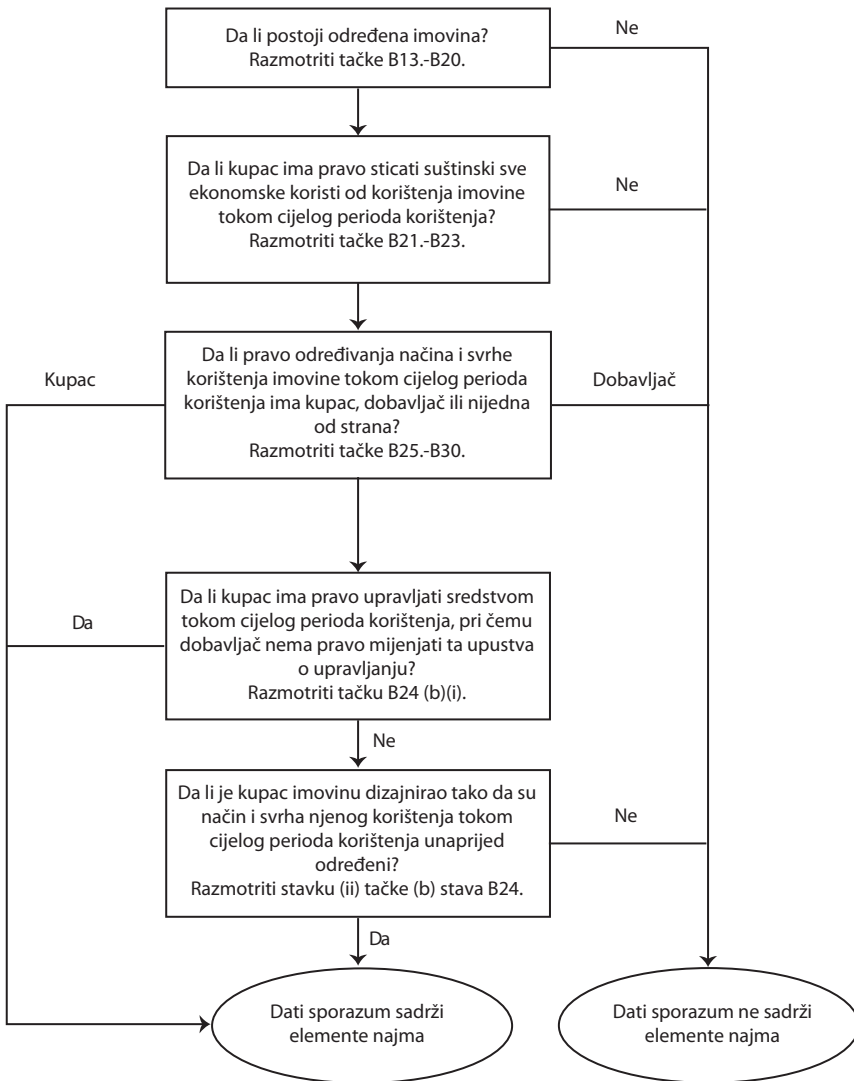 Da li postoji određena imovina?
Razmotriti tačke B13.-B20.
Ne
Da li kupac ima pravo sticati suštinski sve
ekonomske koristi od korištenja imovine
tokom cijelog perioda korištenja?
Razmotriti tačke B21.-B23.
Ne
Da li pravo određivanja načina i svrhe
korištenja imovine tokom cijelog perioda
korištenja ima kupac, dobavljač ili nijedna
od strana?
Razmotriti tačke B25.-B30.
Kupac
Dobavljač
Da li kupac ima pravo upravljati sredstvom
tokom cijelog perioda korištenja, pri čemu
dobavljač nema pravo mijenjati ta upustva
o upravljanju?
Razmotriti tačku B24 (b)(i).
Da
Ne
Da li je kupac imovinu dizajnirao tako da su
način i svrha njenog korištenja tokom
cijelog perioda korištenja unaprijed
određeni?
Razmotriti stavku (ii) tačke (b) stava B24.
Ne
Da
Dati sporazum sadrži
elemente najma
Dati sporazum ne sadrži
elemente najma